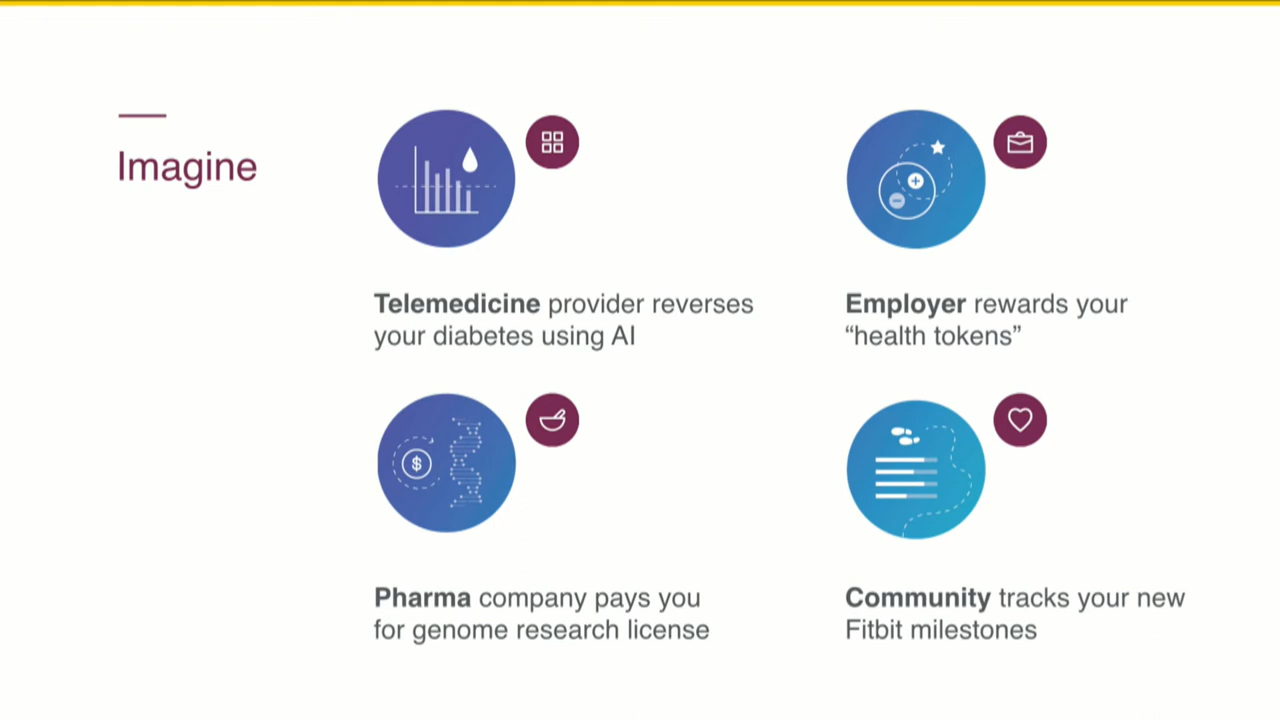 Imagine
Telemedicine provider reverses
your diabetes using AI
Employer rewards your
“health tokens”
$
Pharma company pays you
for genome research license
Community tracks your new
Fitbit milestones